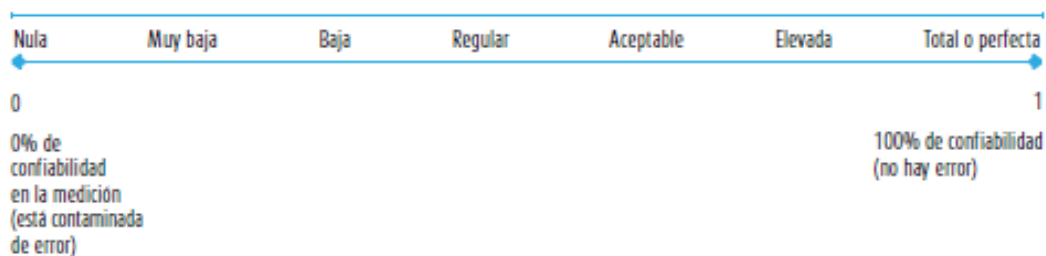 Nula Muy baja Baja Regular Aceptable Elevada Total o perfecta
0 1
0% de
confiabilidad
en la medición
(está contaminada
de error)
100% de confiabilidad
(no hay error)